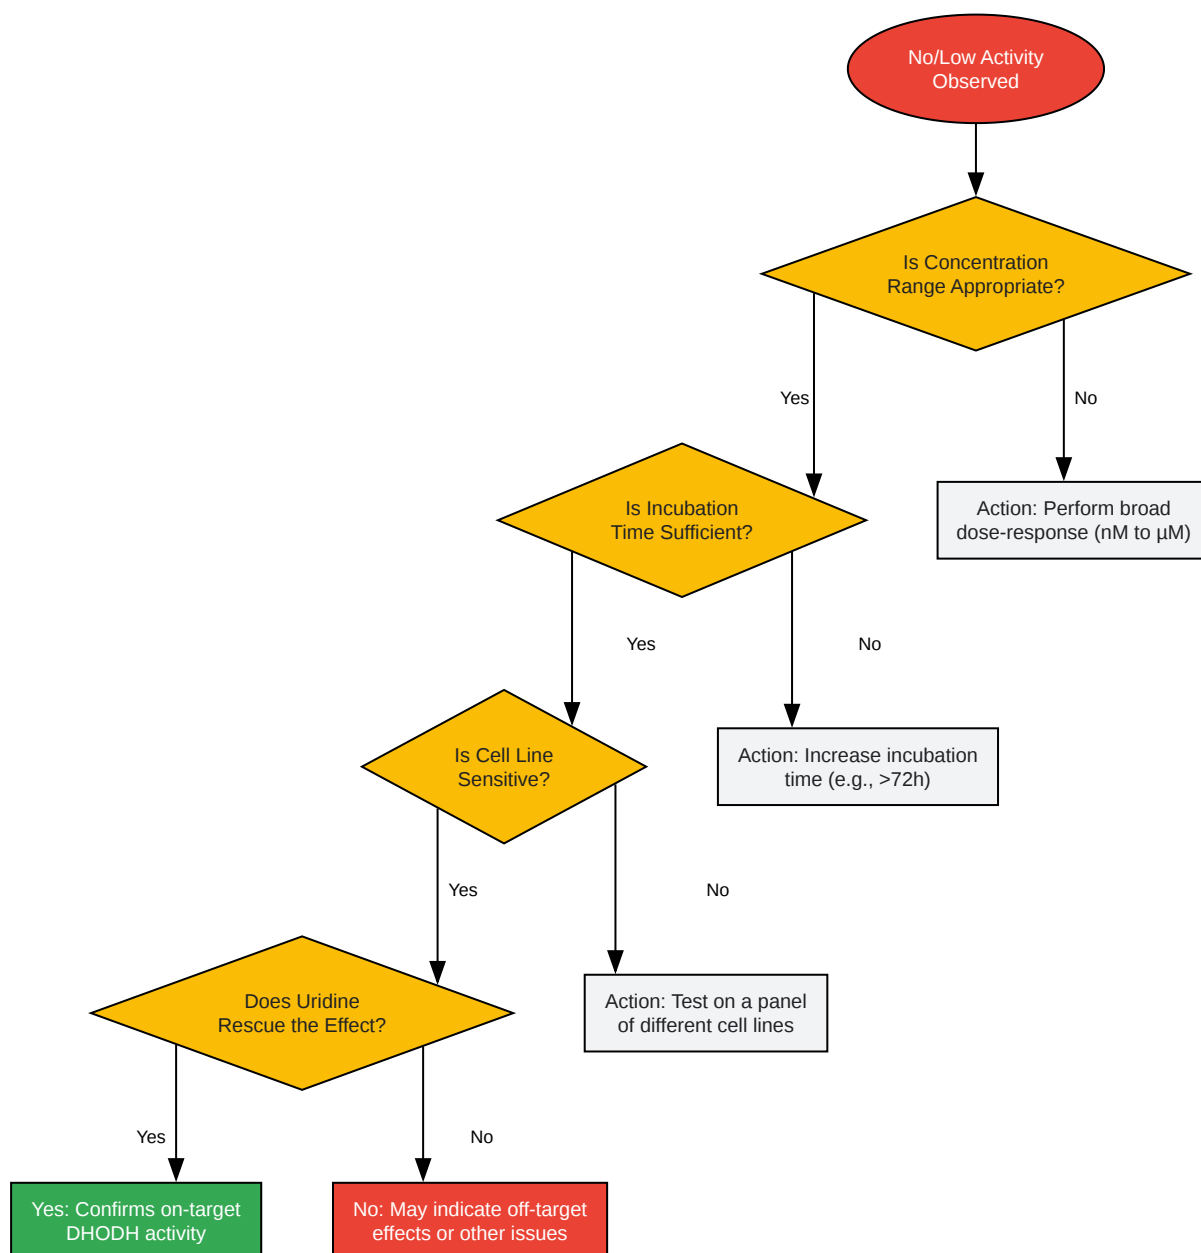 No/Low Activity
Observed
Is Concentration
Range Appropriate?
Yes
No
Is Incubation
Time Sufficient?
Action: Perform broad
dose-response (nM to µM)
Yes
No
Is Cell Line
Sensitive?
Action: Increase incubation
time (e.g., >72h)
Yes
No
Does Uridine
Rescue the Effect?
Action: Test on a panel
of different cell lines
Yes
No
Yes: Confirms on-target
DHODH activity
No: May indicate off-target
effects or other issues